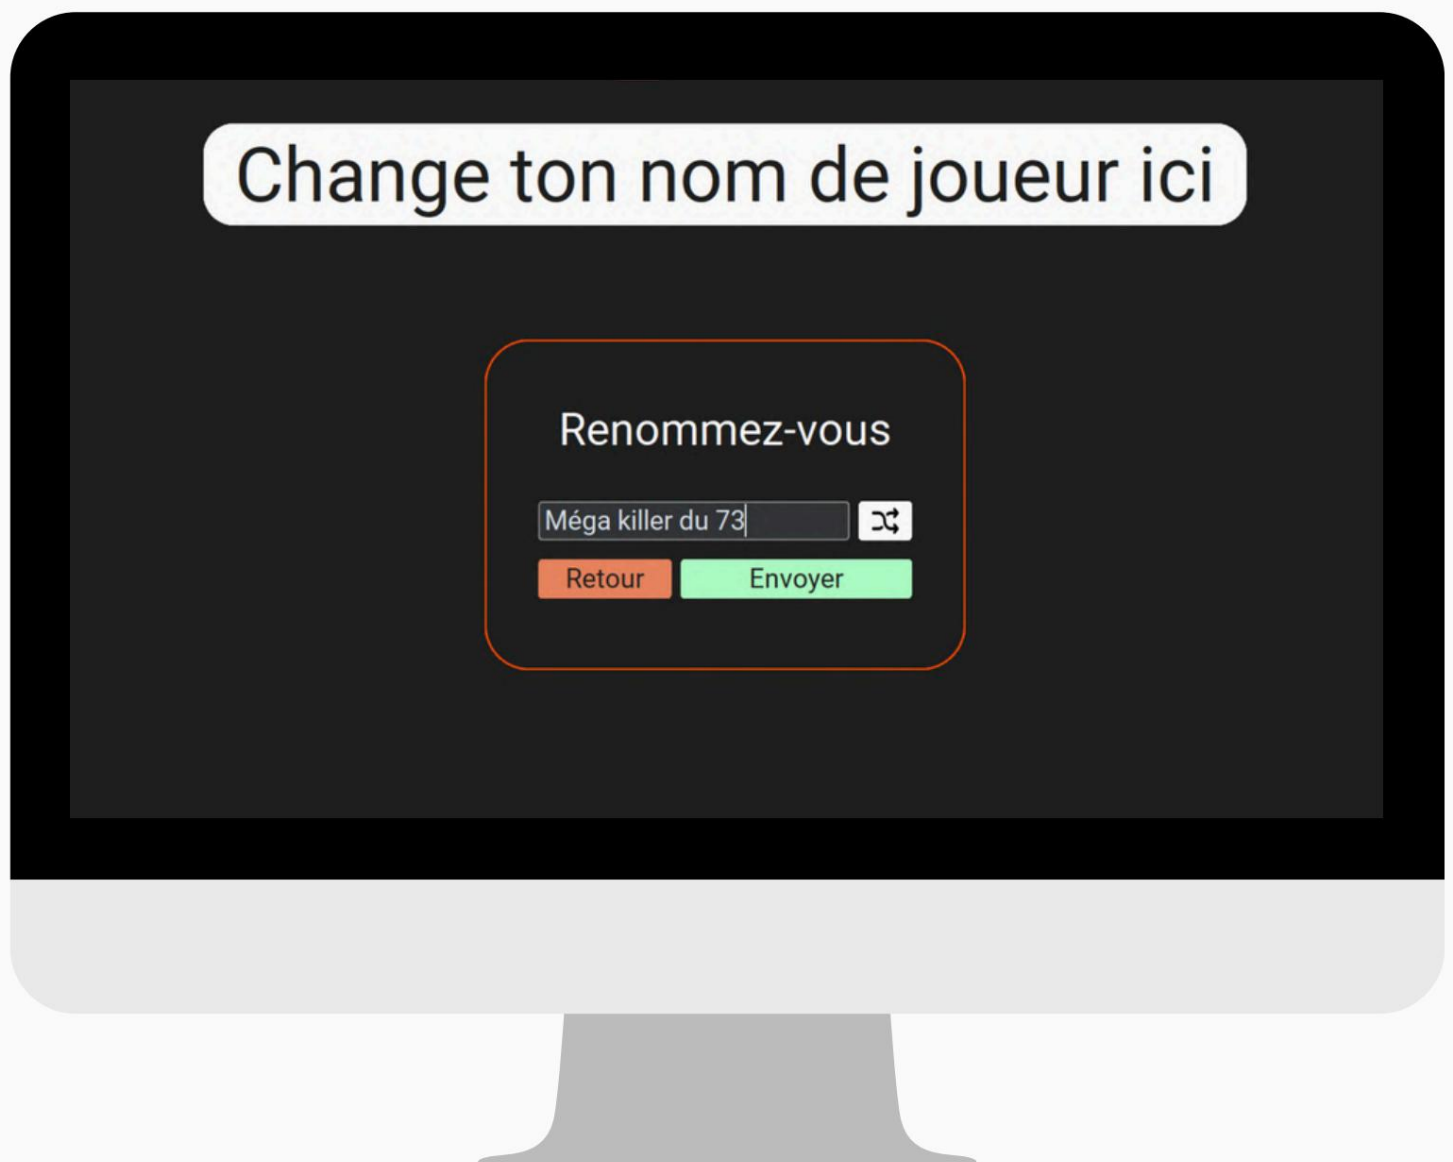 Change ton nom de joueur ici
Renommez-vous
Méga killer du 73
Retour
Envoyer